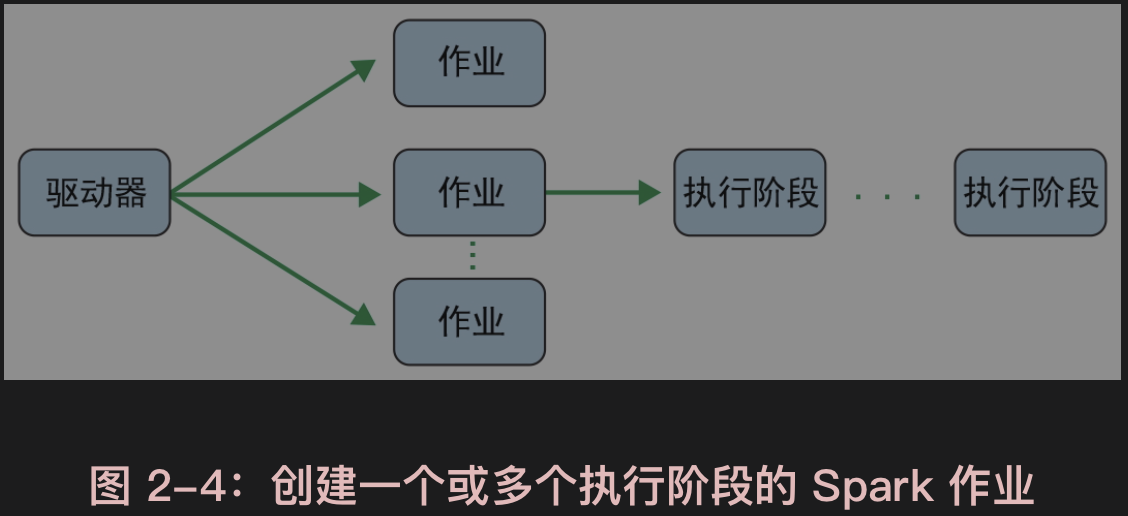 作业
驱动器
作业
执行阶段
. . .
执行阶段
作业
图 2-4：创建一个或多个执行阶段的 Spark 作业